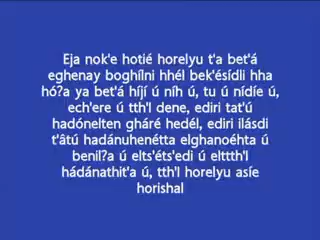 Eja nok'e hotié horelyu t'a bet'á
eghenay boghílni hhél bek'ésídli hha
hó?a ya bet'á híjí ú níh ú, tu ú nídíe ú,
ech'ere ú tth'l dene, ediri tat'ú
hadónelten gháré hedél, ediri ilásdi
t'âtú hadánuhenétta elghanoéhta ú
benil?a ú elts'éts'edi ú elttth'l
hádánathit'a ú, tth'l horelyu asíe
horishal